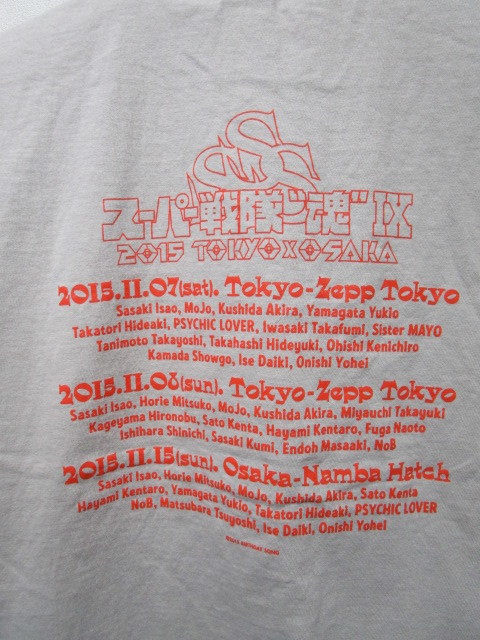 SSS
スーパー戦隊"魂"IX
2015 TOKYO X OSAKA
2015.11.07(sat). Tokyo-Zepp Tokyo
Sasaki Isao, MoJo, Kushida Akira, Yamagata Yukio
Takatori Hideaki, PSYCHIC LOVER, Iwasaki Takafumi, Sister MAYO
Tanimoto Takayoshi, Takahashi Hideyuki, Ohishi Kenichiro
Kamada Showgo, Ise Daiki, Onishi Yohei
2015.11.08(sun). Tokyo-Zepp Tokyo
Sasaki Isao, Horie Mitsuko, MoJo, Kushida Akira, Miyauchi Takayuki
Kageyama Hironobu, Sato Kenta, Hayami Kentaro, Fuga Naoto
Ishihara Shinichi, Sasaki Kumi, Endoh Masaaki, NoB
2015.11.15(sun). Osaka-Namba Hatch
Sasaki Isao, Horie Mitsuko, MoJo, Kushida Akira, Sato Kenta
Hayami Kentaro, Yamagata Yukio, Takatori Hideaki, PSYCHIC LOVER
NoB, Matsubara Tsuyoshi, Ise Daiki, Onishi Yohei